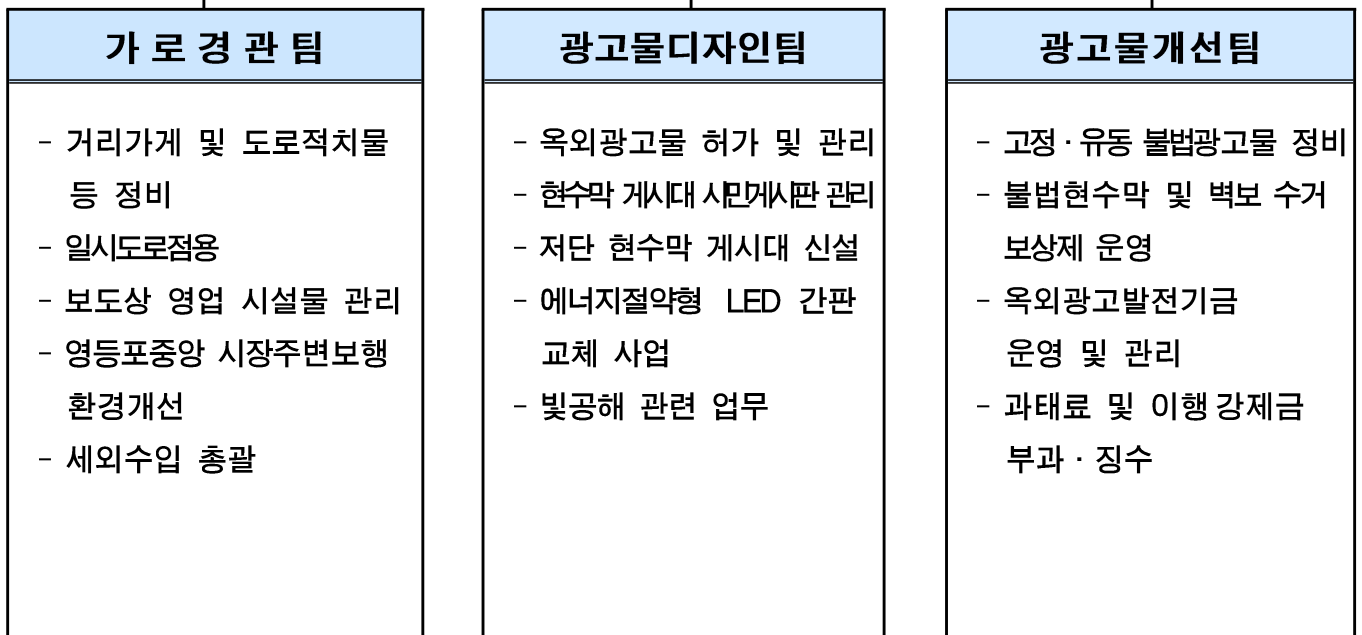 가로경관팀
- 거리가게 및 도로적치물
등 정비
- 일시도로점용
- 보도상 영업 시설물 관리
- 영등포중앙 시장주변보행
환경개선
- 세외수입 총괄
광고물디자인팀
- 옥외광고물 허가 및 관리
- 현수막 게시대 시민게시판 관리
- 저단 현수막 게시대 신설
- 에너지절약형 LED 간판
교체 사업
- 빛공해 관련 업무
광고물개선팀
- 고정·유동 불법광고물 정비
- 불법현수막 및 벽보 수거
보상제 운영
- 옥외광고발전기금
운영 및 관리
- 과태료 및 이행강제금
부과·징수